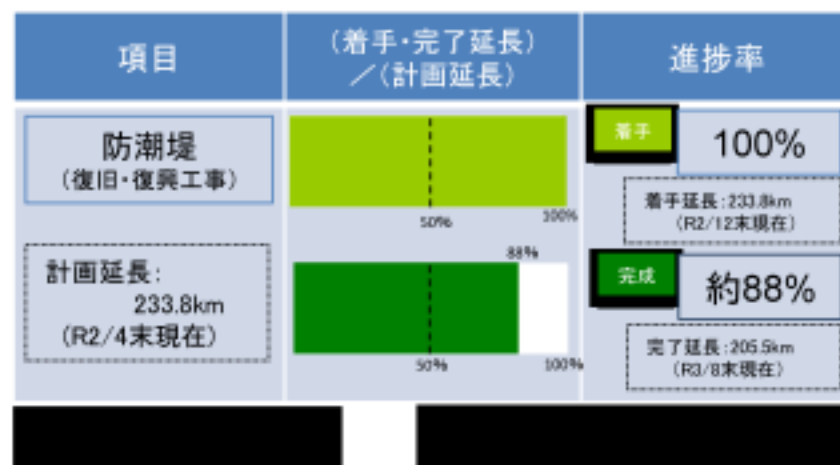 項目
(着手・完了延長)
／(計画延長)
進捗率
防潮堤
(復旧・復興工事)
50%
100%
着手
100%
着手延長:233.8km
(R2/12末現在)
計画延長:
233.8km
(R2/4末現在)
88%
50%
100%
完成
約88%
完了延長:205.5km
(R3/8末現在)